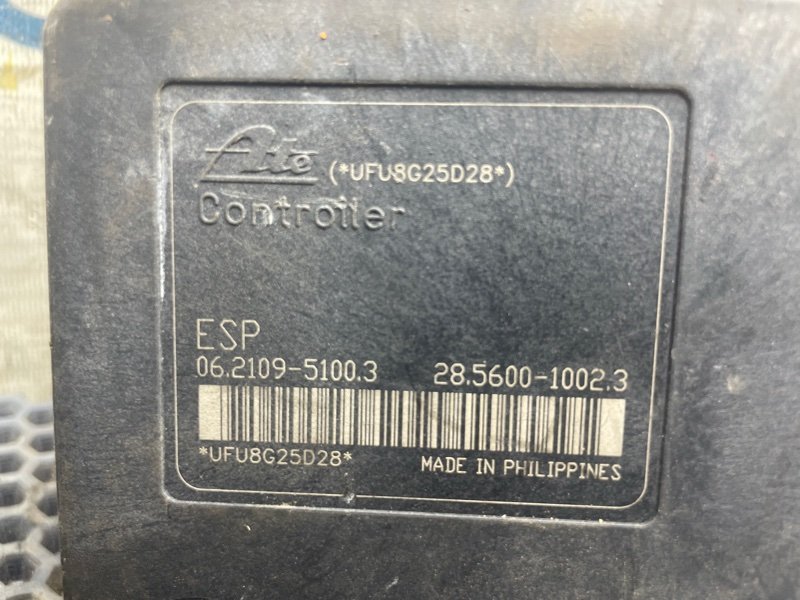 Ate (*UFU8G25D28*)
Controller
ESP
06.2109-5100.3 28.5600-1002.3
*UFU8G25D28* MADE IN PHILIPPINES